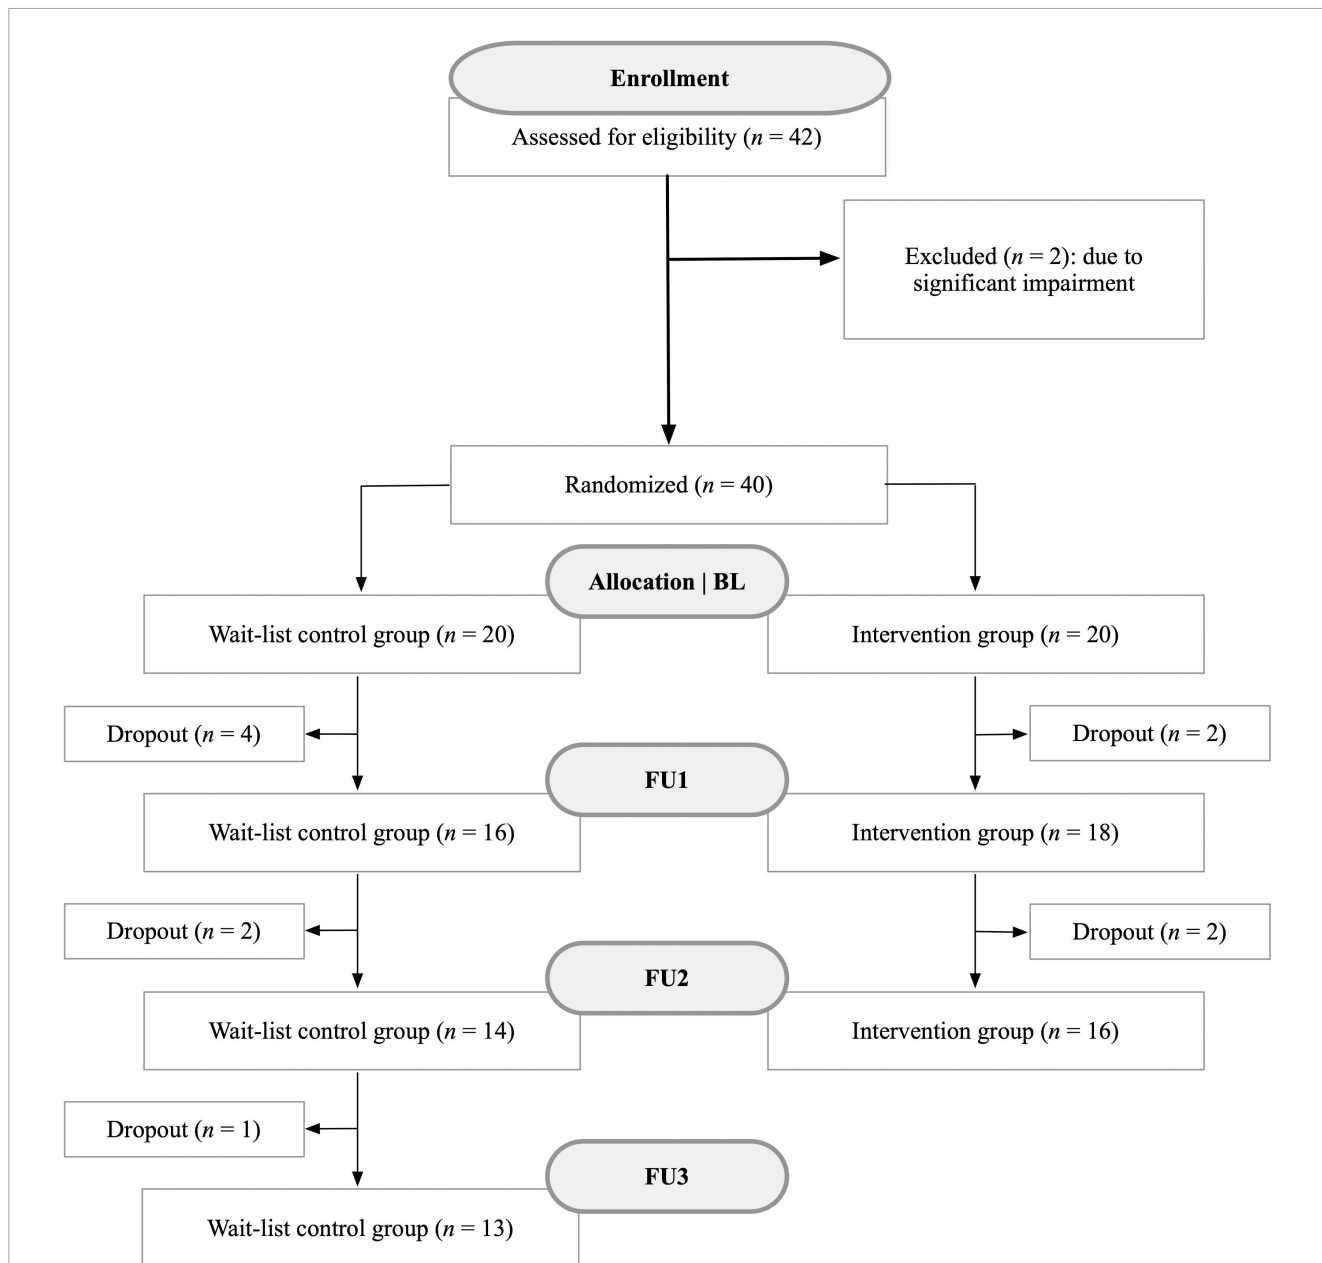 Enrollment
Assessed for eligibility (n = 42)
Excluded (n = 2): due to
significant impairment
Randomized (n = 40)
Allocation | BL
Wait-list control group (n = 20)
Intervention group (n = 20)
Dropout (n = 4)
Dropout (n = 2)
FU1
Wait-list control group (n = 16)
Intervention group (n = 18)
Dropout (n = 2)
Dropout (n = 2)
FU2
Wait-list control group (n = 14)
Intervention group (n = 16)
Dropout (n = 1)
FU3
Wait-list control group (n = 13)